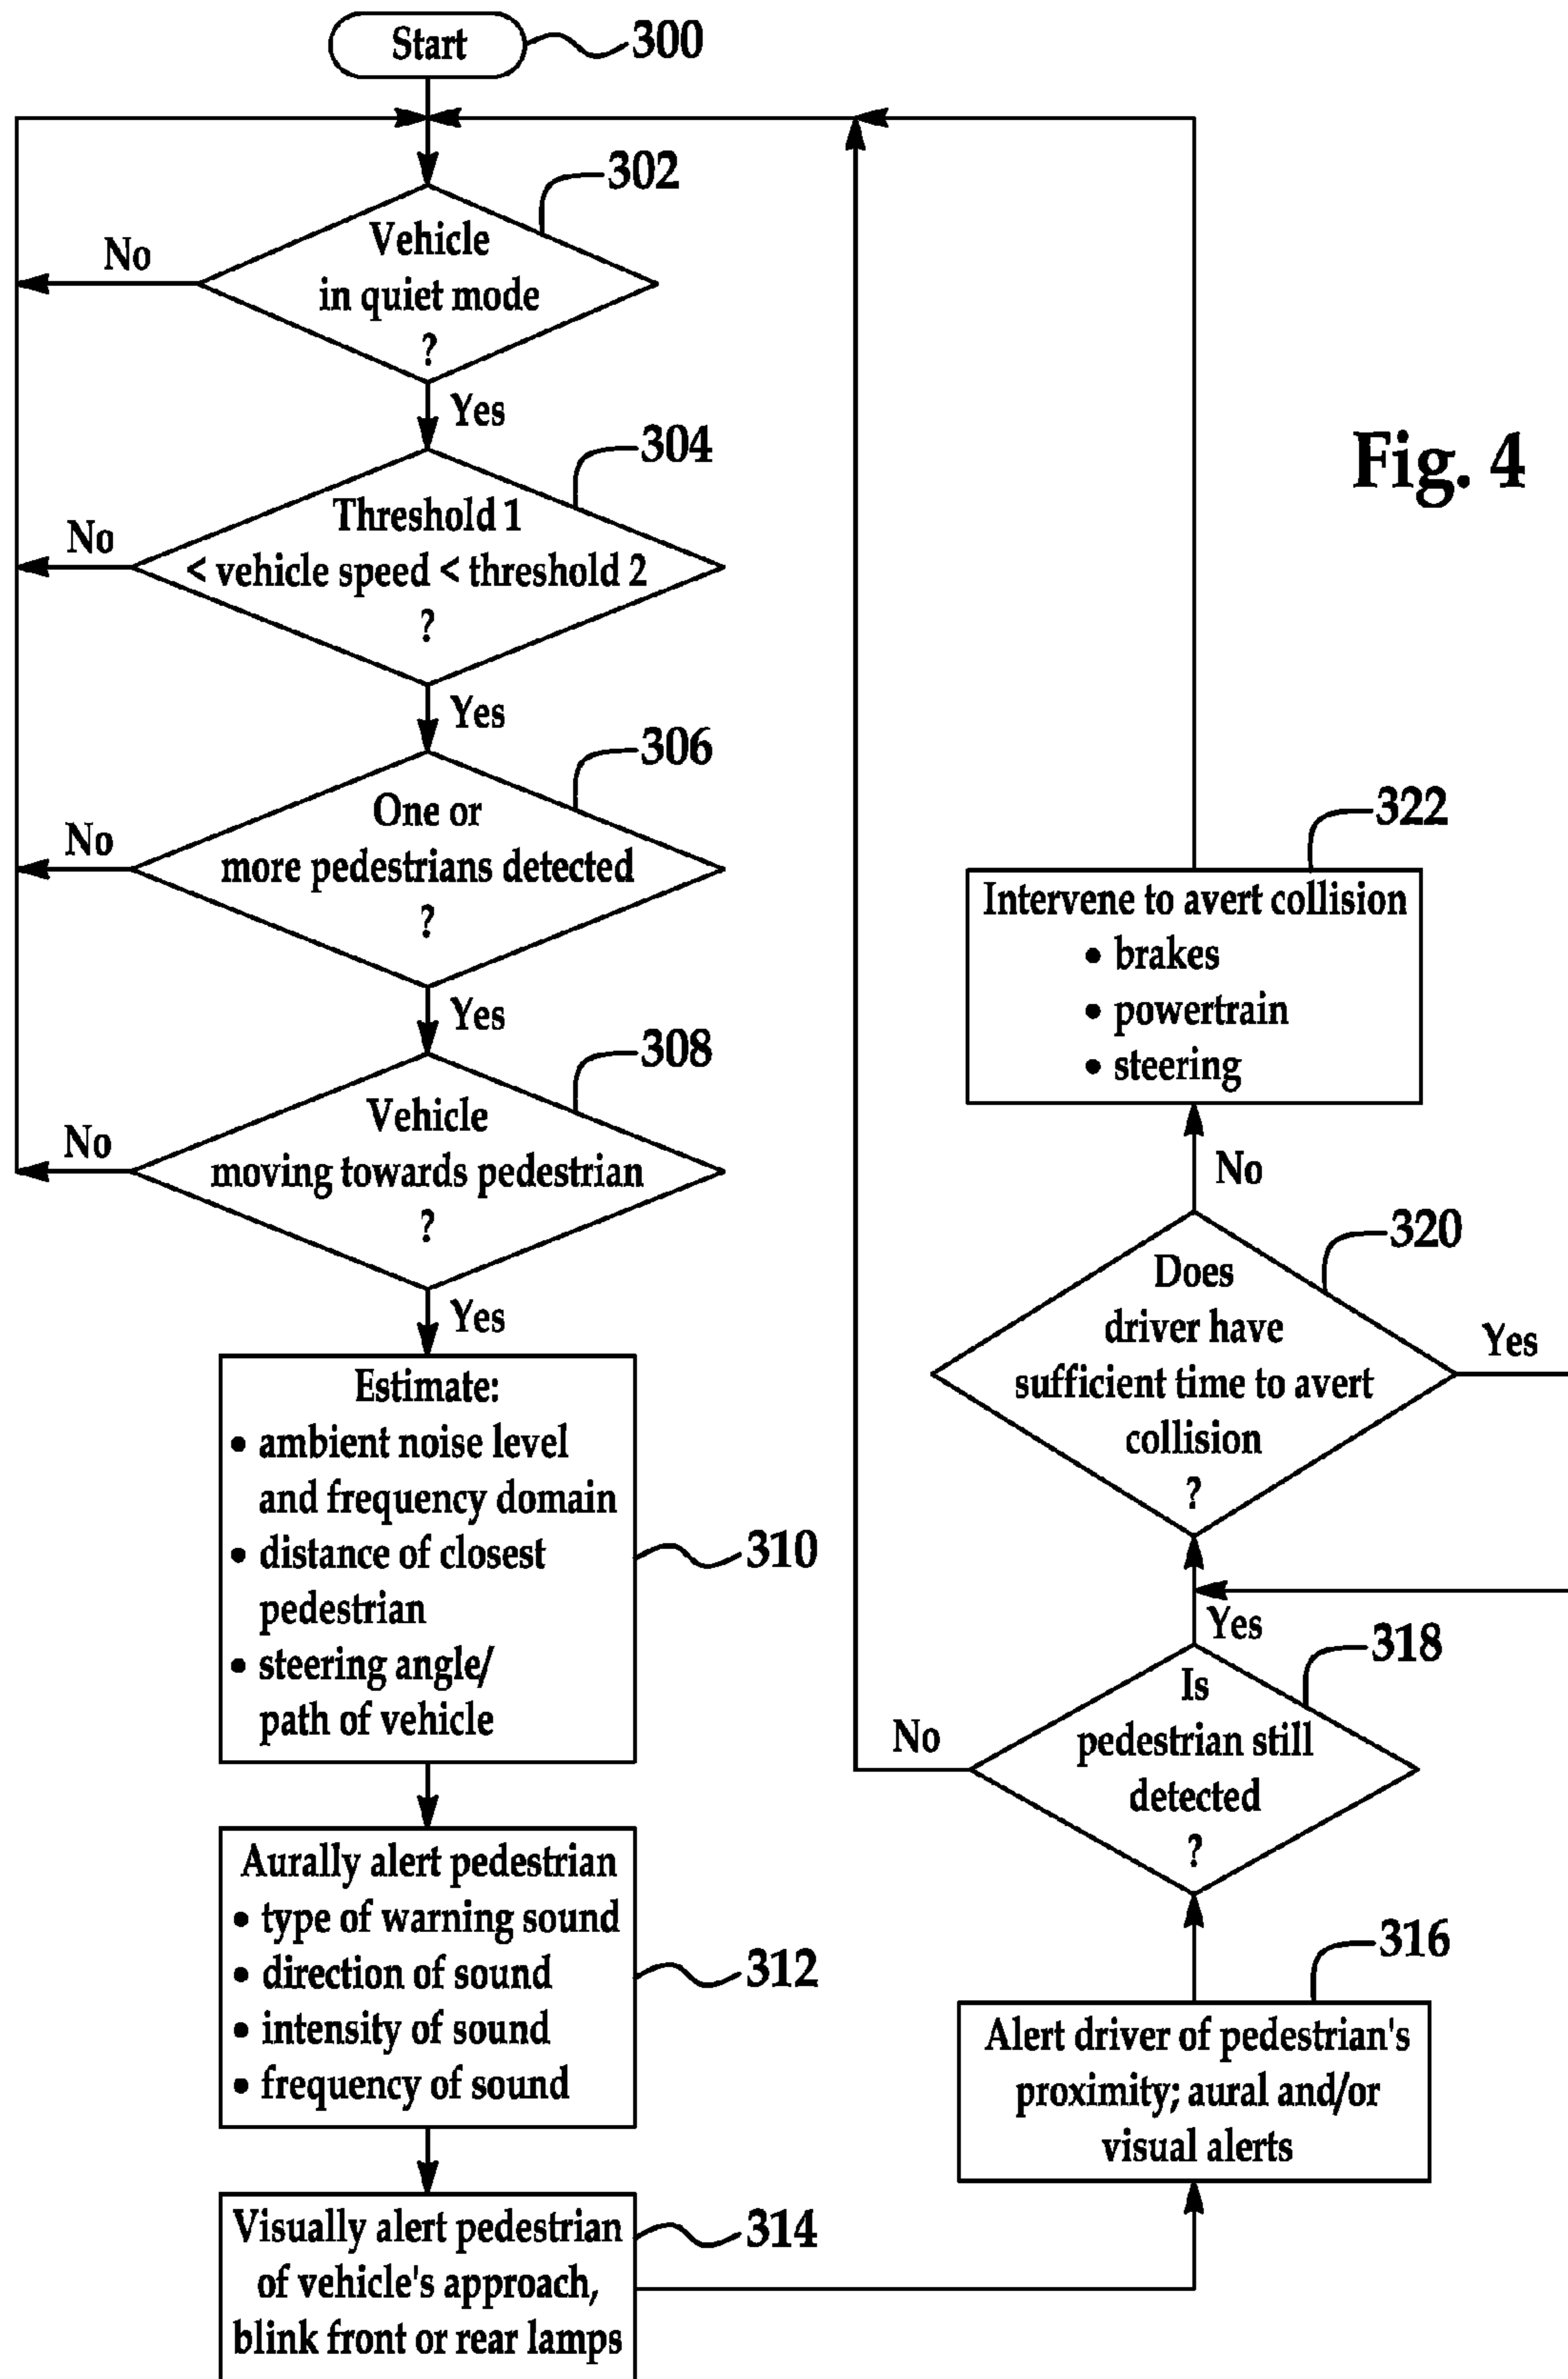 Start
300
302
Vehicle
in quiet mode
?
No
Yes
304
Threshold 1
< vehicle speed < threshold 2
?
No
Yes
306
One or
more pedestrians detected
?
No
Yes
308
Vehicle
moving towards pedestrian
?
No
Yes
Estimate:
• ambient noise level
and frequency domain
• distance of closest
pedestrian
• steering angle/
path of vehicle
310
Aurally alert pedestrian
• type of warning sound
• direction of sound
• intensity of sound
• frequency of sound
312
Visually alert pedestrian
of vehicle's approach,
blink front or rear lamps
314
Fig. 4
322
Intervene to avert collision
• brakes
• powertrain
• steering
No
320
Does
driver have
sufficient time to avert
collision
?
Yes
Yes
318
Is
pedestrian still
detected
?
No
316
Alert driver of pedestrian's
proximity; aural and/or
visual alerts